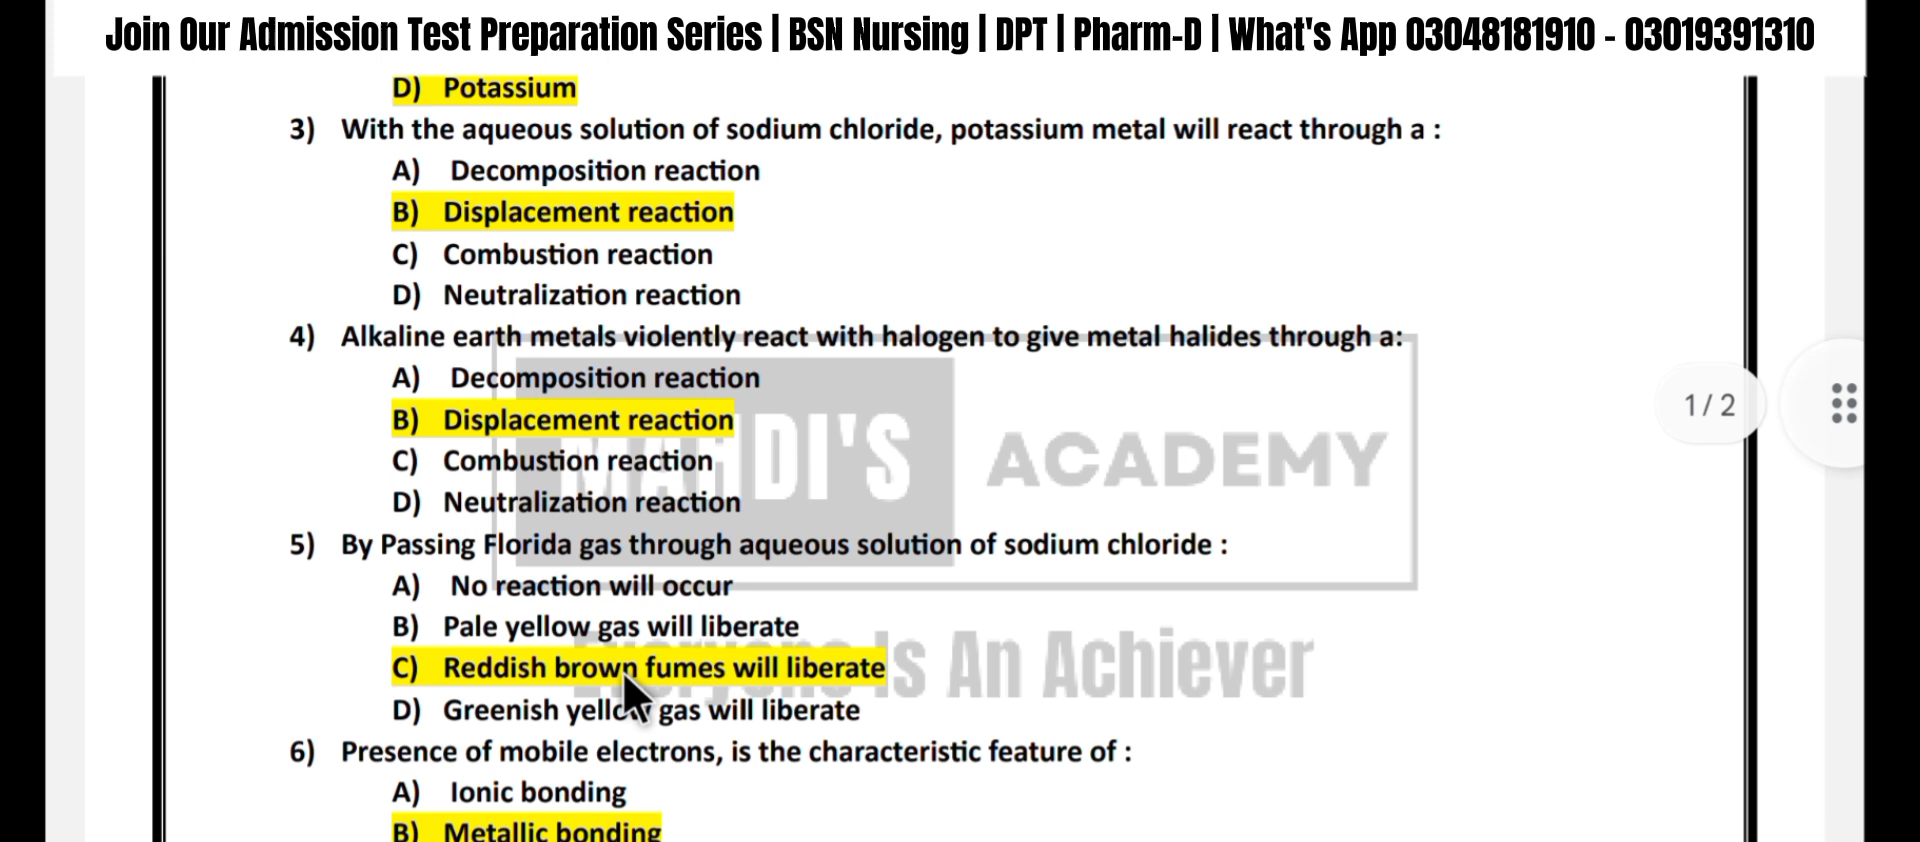 Join Our Admission Test Preparation Series | BSN Nursing | DPT | Pharm-D | What's App 03048181910 - 03019391310
D) Potassium
3) With the aqueous solution of sodium chloride, potassium metal will react through a :
A) Decomposition reaction
B) Displacement reaction
C) Combustion reaction
D) Neutralization reaction
4) Alkaline earth metals violently react with halogen to give metal halides through a:
A) Decomposition reaction
B) Displacement reaction
C) Combustion reaction
D) Neutralization reaction
5) By Passing Florida gas through aqueous solution of sodium chloride :
A) No reaction will occur
B) Pale yellow gas will liberate
C) Reddish brown fumes will liberate
D) Greenish yellow gas will liberate
6) Presence of mobile electrons, is the characteristic feature of :
A) Ionic bonding
B) Metallic bonding
ACADEMY
Is An Achiever
1 / 2